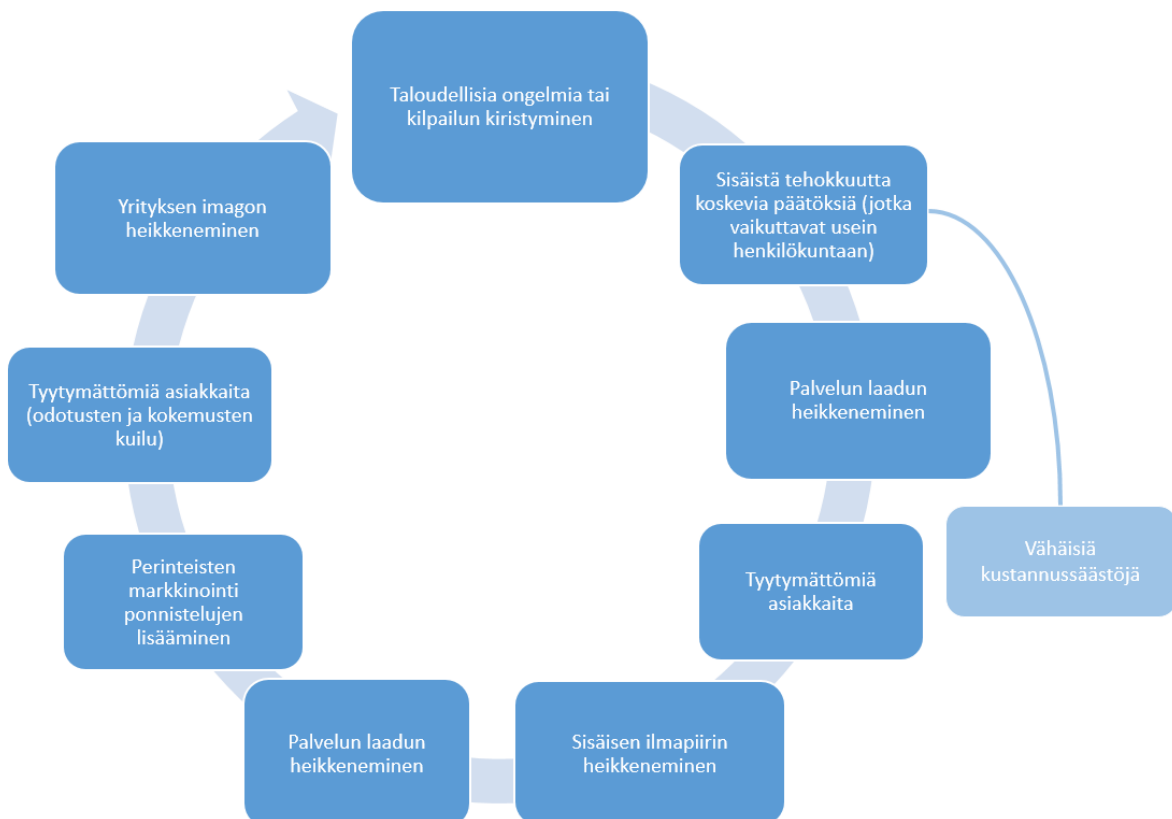 Taloudellisia ongelmia tai
kilpailun kiristyminen
Sisäistä tehokkuutta
koskevia päätöksiä (jotka
vaikuttavat usein
henkilökuntaan)
Palvelun laadun
heikkeneminen
Vähäisiä
kustannussäästöjä
Tyytymättömiä
asiakkaita
Sisäisen ilmapiirin
heikkeneminen
Palvelun laadun
heikkeneminen
Perinteisten
markkinointi
ponnistelujen
lisääminen
Tyytymättömiä asiakkaita
(odotusten ja kokemusten
kuilu)
Yrityksen imagon
heikkeneminen